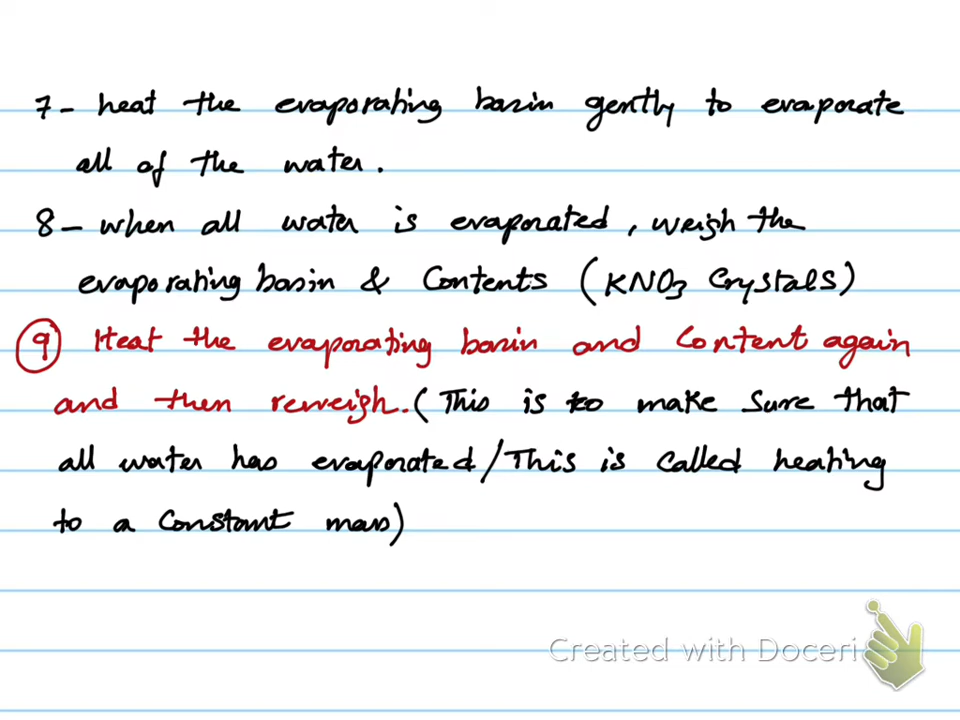 7- heat the evaporating basin gently to evaporate
all of the water.
8- when all water is evaporated, weigh the
evaporating basin & Contents (KNO3 Crystals)
9 Heat the evaporating basin and Content again
and then reweigh. (This is to make Sure that
all water has evaporated/This is called heating
to a Constant mass)
Created with Doceri